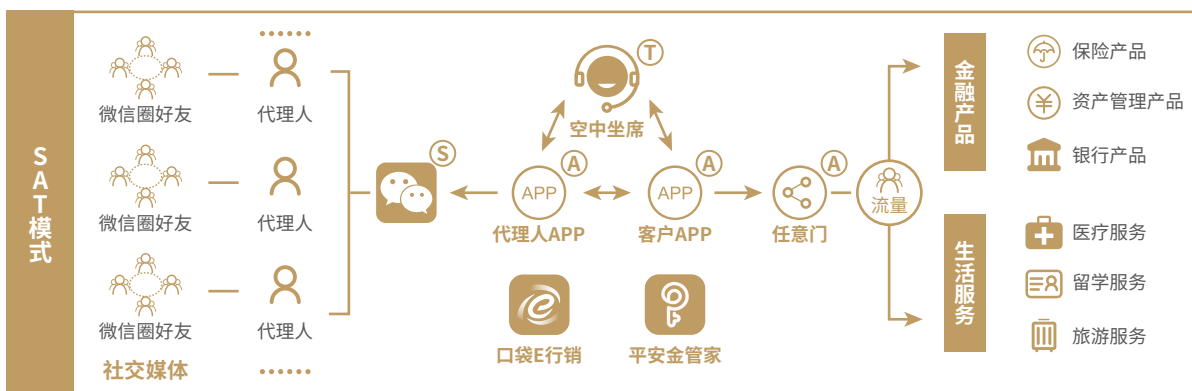 SAT模式
微信圈好友
代理人
微信圈好友
代理人
微信圈好友
代理人
社交媒体
S
T
空中坐席
A
APP
代理人APP
A
APP
客户APP
A
任意门
口袋E行销
平安金管家
流量
金融产品
保险产品
¥
资产管理产品
银行产品
生活服务
医疗服务
留学服务
旅游服务